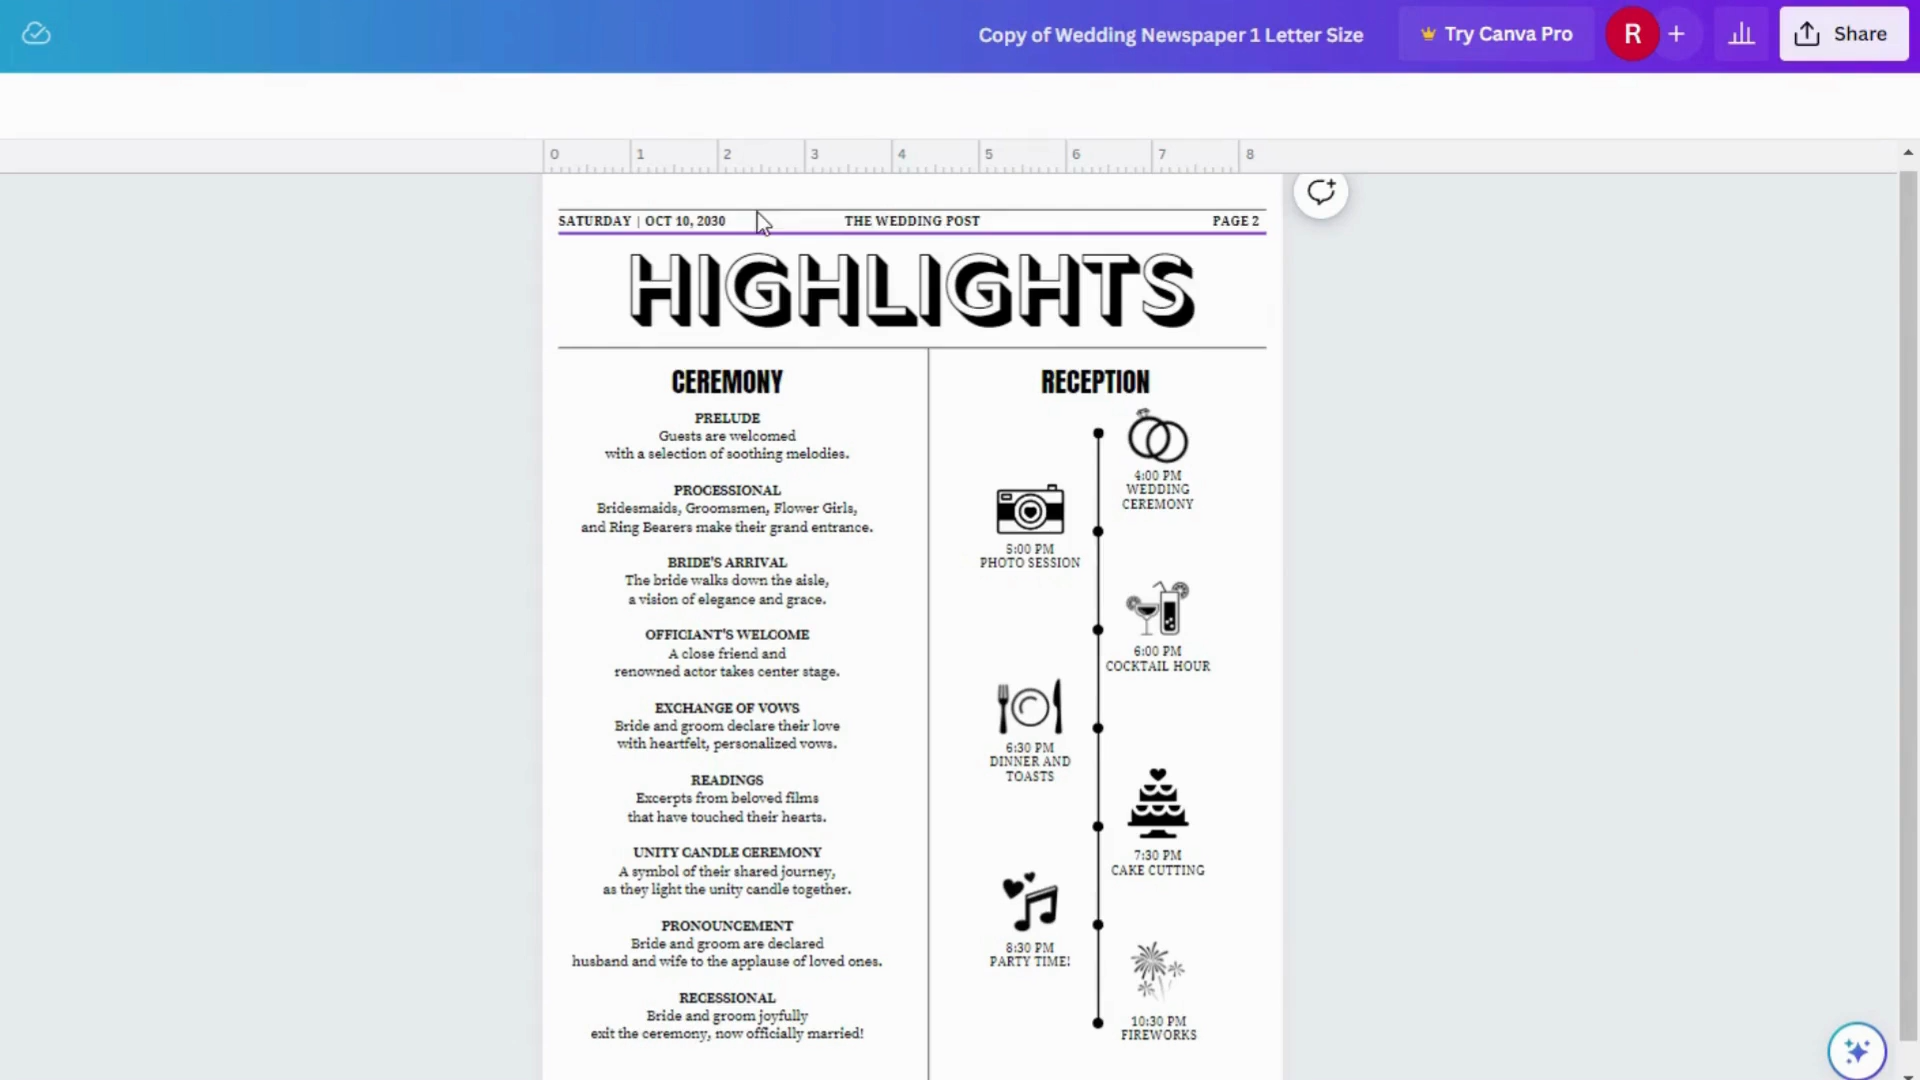 Copy of Wedding Newspaper 1 Letter Size
Try Canva Pro
R
+
Share
0 1 2 3 4 5 6 7 8
SATURDAY | OCT 10, 2030
THE WEDDING POST
PAGE 2
HIGHLIGHTS
CEREMONY
PRELUDE
Guests are welcomed
with a selection of soothing melodies.
PROCESSIONAL
Bridesmaids, Groomsmen, Flower Girls,
and Ring Bearers make their grand entrance.
BRIDE'S ARRIVAL
The bride walks down the aisle,
a vision of elegance and grace.
OFFICIANT'S WELCOME
A close friend and
renowned actor takes center stage.
EXCHANGE OF VOWS
Bride and groom declare their love
with heartfelt, personalized vows.
READINGS
Excerpts from beloved films
that have touched their hearts.
UNITY CANDLE CEREMONY
A symbol of their shared journey,
as they light the unity candle together.
PRONOUNCEMENT
Bride and groom are declared
husband and wife to the applause of loved ones.
RECESSIONAL
Bride and groom joyfully
exit the ceremony, now officially married!
RECEPTION
4:00 PM
WEDDING
CEREMONY
5:00 PM
PHOTO SESSION
6:00 PM
COCKTAIL HOUR
6:30 PM
DINNER AND
TOASTS
7:30 PM
CAKE CUTTING
8:30 PM
PARTY TIME!
10:30 PM
FIREWORKS